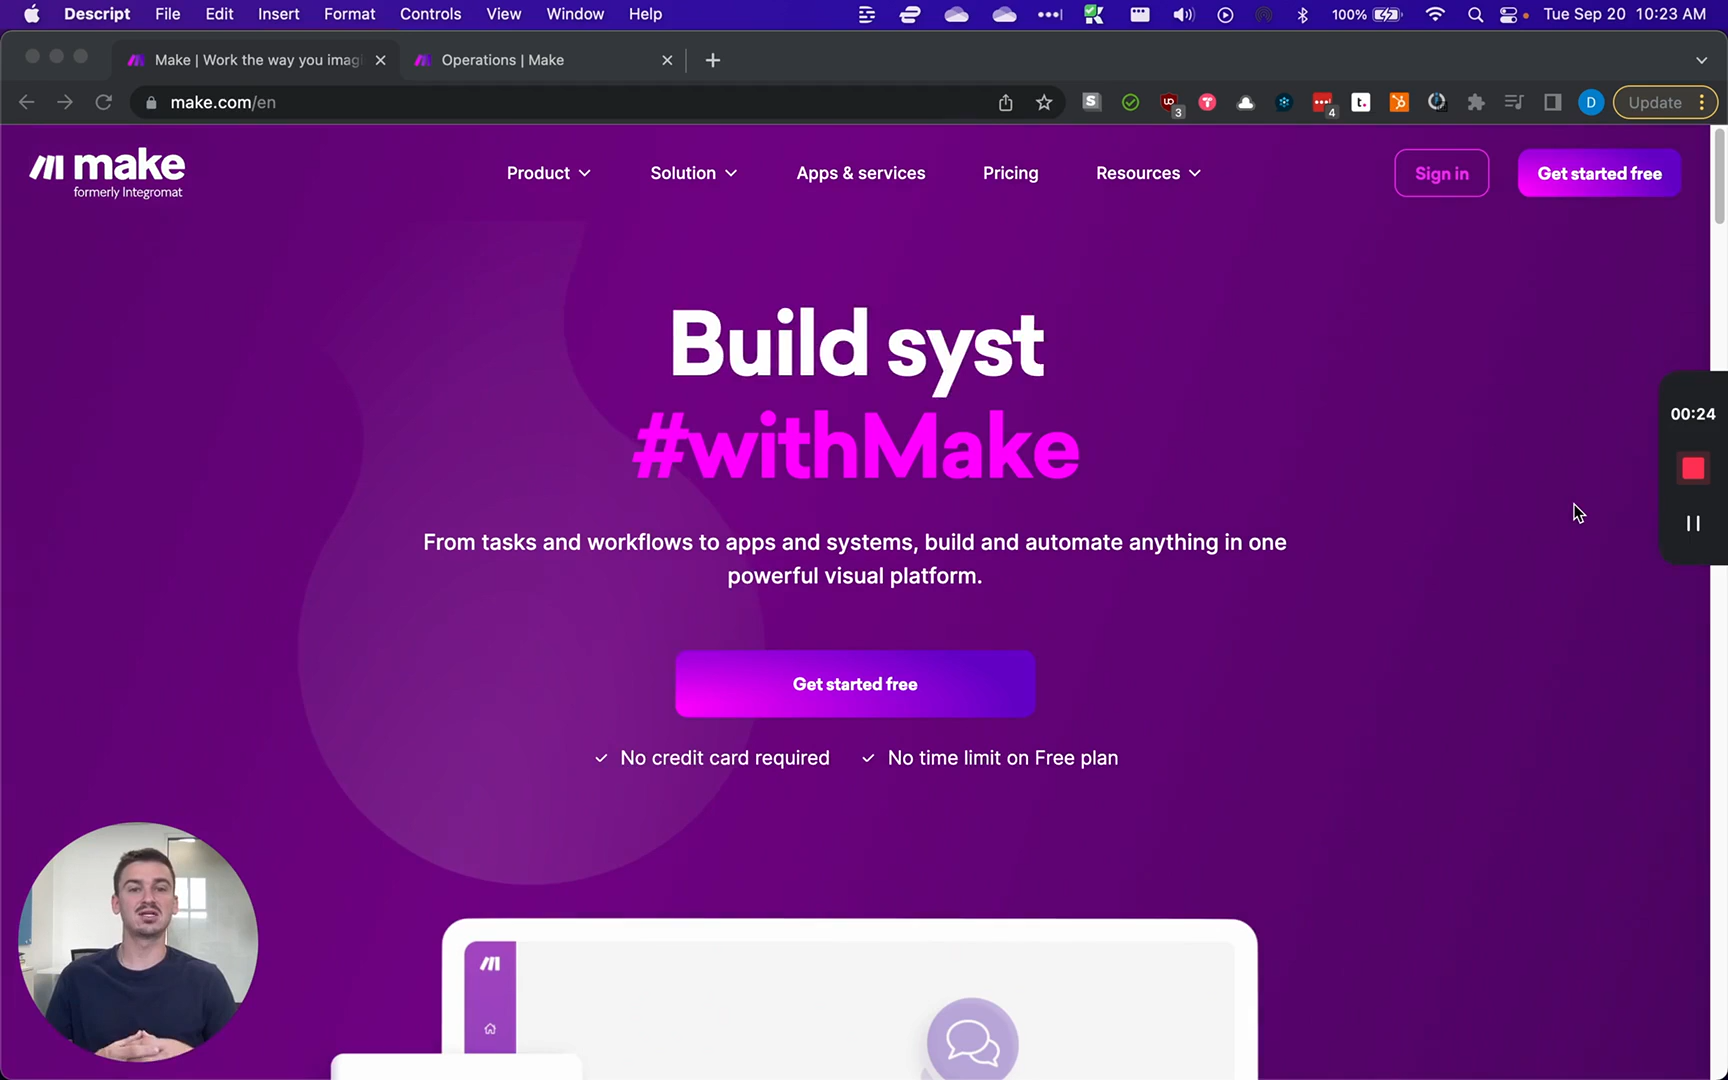 Descript File Edit Insert Format Controls View Window Help 100% Tue Sep 20 10:23 AM
Make | Work the way you imagi Operations | Make
make.com/en 3 4 t. D Update
make Product Solution Apps & services Pricing Resources Sign in Get started free
formerly Integromat
Build syst
#withMake
00:24
From tasks and workflows to apps and systems, build and automate anything in one
powerful visual platform.
Get started free
No credit card required No time limit on Free plan